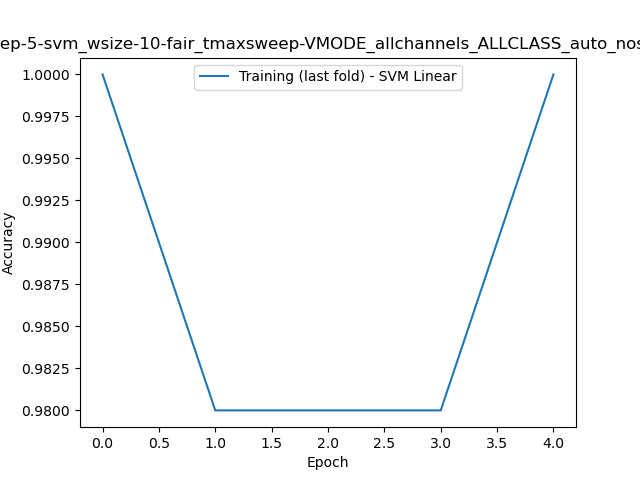 ep-5-svm_wsize-10-fair_tmaxsweep-VMODE_allchannels_ALLCLASS_auto_nos
Training (last fold) - SVM Linear
1.0000
0.9975
0.9950
0.9925
0.9900
0.9875
0.9850
0.9825
0.9800
Accuracy
0.0 0.5 1.0 1.5 2.0 2.5 3.0 3.5 4.0
Epoch